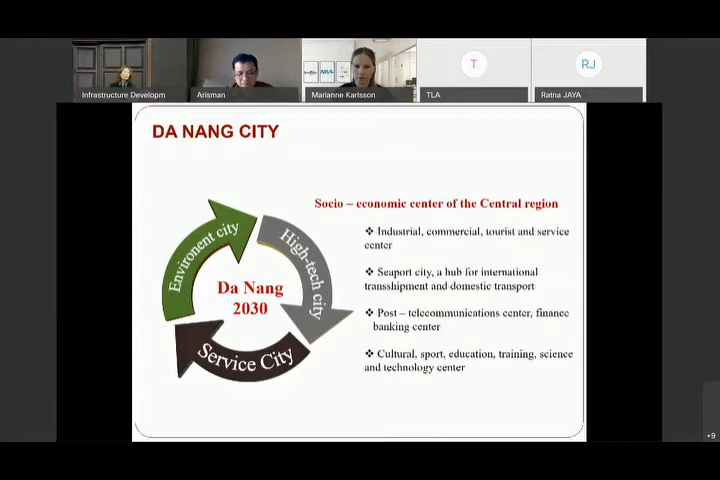 Infrastructure Developm
Arisman
Marianne Karlsson
T
TLA
RJ
Ratna JAYA
DA NANG CITY
Environent city
High-tech city
Service City
Da Nang
2030
Socio – economic center of the Central region
❖ Industrial, commercial, tourist and service
center
❖ Seaport city, a hub for international
transshipment and domestic transport
❖ Post – telecommunications center, finance
banking center
❖ Cultural, sport, education, training, science
and technology center
+9